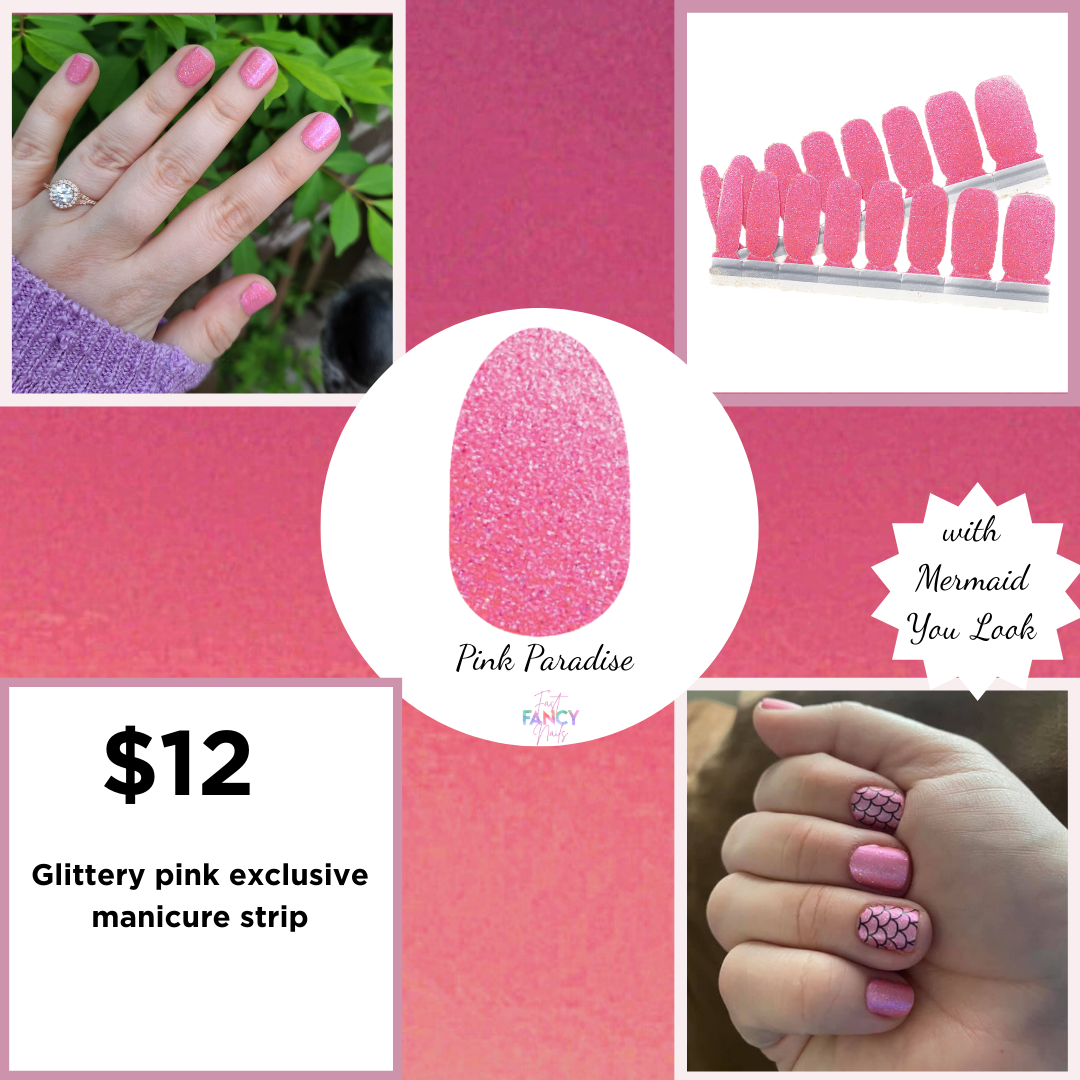 with
Mermaid
You Look
Pink Paradise
Fast
FANCY
Nails
$12
Glittery pink exclusive
manicure strip